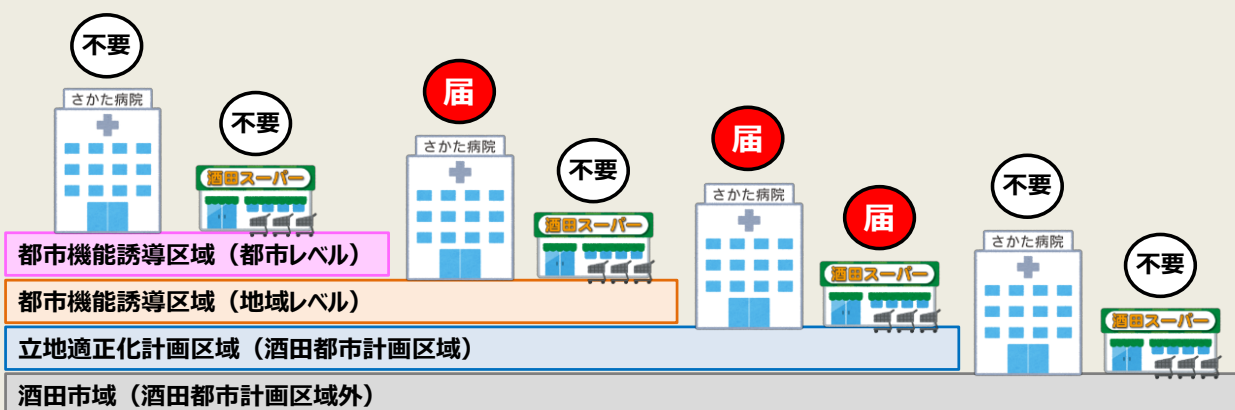 不要
さかた病院
不要
酒田スーパー
届
さかた病院
不要
酒田スーパー
届
さかた病院
届
酒田スーパー
不要
さかた病院
不要
酒田スーパー
都市機能誘導区域（都市レベル）
都市機能誘導区域（地域レベル）
立地適正化計画区域（酒田都市計画区域）
酒田市域（酒田都市計画区域外）